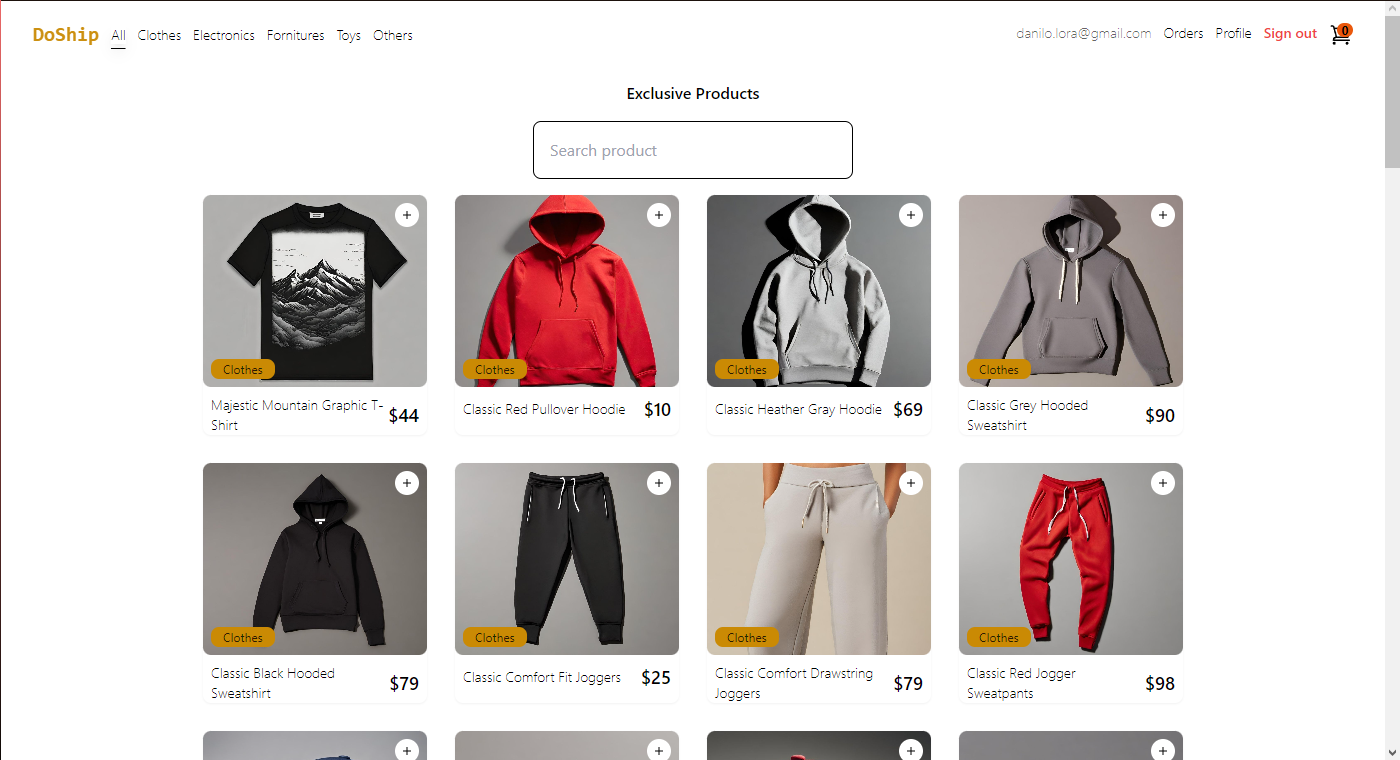 DoShip All Clothes Electronics Fornitures Toys Others danilo.lora@gmail.com Orders Profile Sign out 0
Exclusive Products
Search product
+ + + +
Clothes Clothes Clothes Clothes
Majestic Mountain Graphic T-
Shirt
$44
Classic Red Pullover Hoodie $10
Classic Heather Gray Hoodie $69
Classic Grey Hooded
Sweatshirt
$90
+ + + +
Clothes Clothes Clothes Clothes
Classic Black Hooded
Sweatshirt
$79
Classic Comfort Fit Joggers $25
Classic Comfort Drawstring
Joggers
$79
Classic Red Jogger
Sweatpants
$98
+ + + +